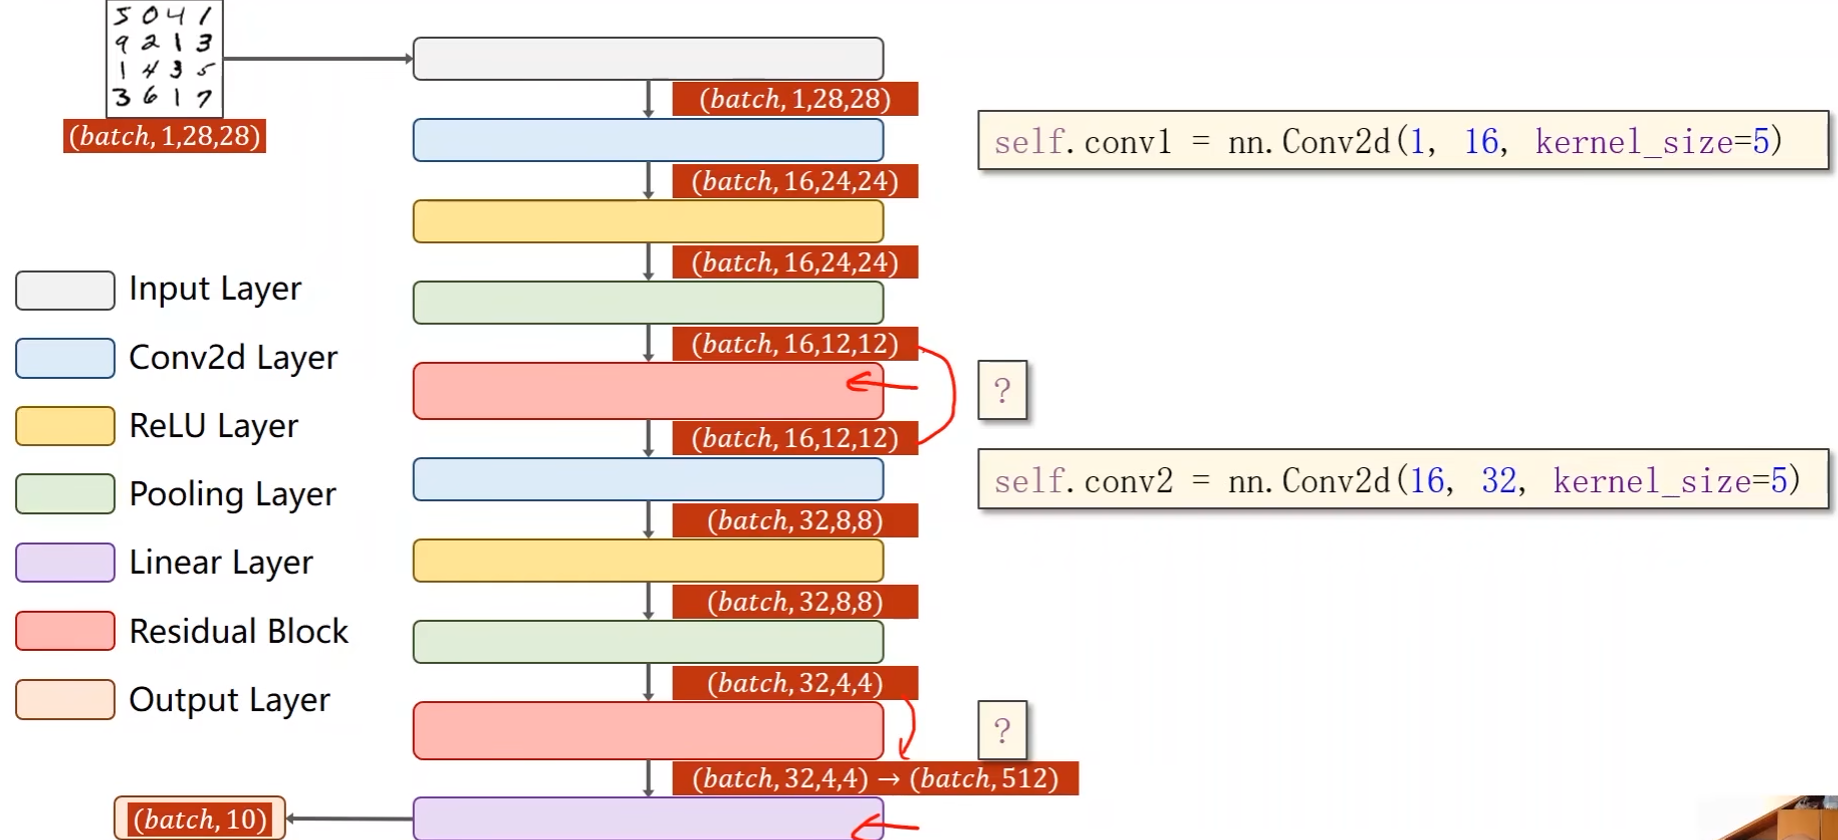 5 0 4 1
9 2 1 3
1 4 3 5
3 6 1 7
(batch, 1,28,28)
(batch, 1,28,28)
self.conv1 = nn.Conv2d(1, 16, kernel_size=5)
(batch, 16,24,24)
(batch, 16,24,24)
(batch, 16,12,12)
?
(batch, 16,12,12)
self.conv2 = nn.Conv2d(16, 32, kernel_size=5)
(batch, 32,8,8)
(batch, 32,8,8)
(batch, 32,4,4)
?
(batch, 32,4,4) → (batch, 512)
(batch, 10)
Input Layer
Conv2d Layer
ReLU Layer
Pooling Layer
Linear Layer
Residual Block
Output Layer